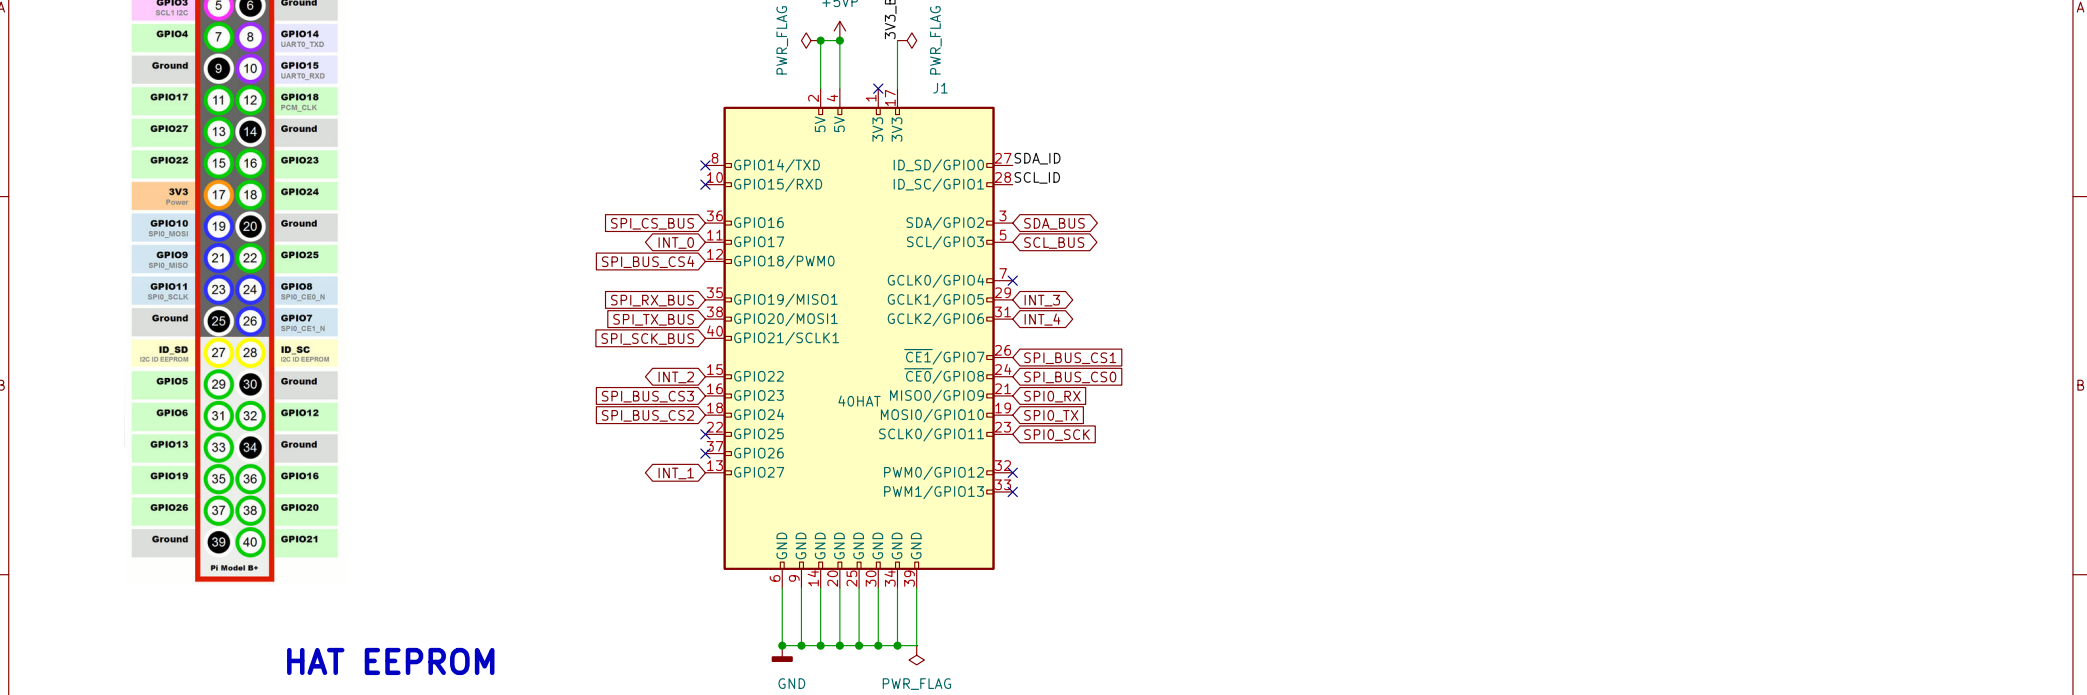 GPIO3 5 6 Ground
SCL1 I2C
GPIO4 7 8 GPIO14
UART0_TXD
Ground 9 10 GPIO15
UART0_RXD
GPIO17 11 12 GPIO18
PCM_CLK
GPIO27 13 14 Ground
GPIO22 15 16 GPIO23
3V3 17 18 GPIO24
Power
GPIO10 19 20 Ground
SPI0_MOSI
GPIO9 21 22 GPIO25
SPI0_MISO
GPIO11 23 24 GPIO8
SPI0_SCLK SPI0_CE0_N
Ground 25 26 GPIO7
SPI0_CE1_N
ID_SD 27 28 ID_SC
I2C ID EEPROM I2C ID EEPROM
GPIO5 29 30 Ground
GPIO6 31 32 GPIO12
GPIO13 33 34 Ground
GPIO19 35 36 GPIO16
GPIO26 37 38 GPIO20
Ground 39 40 GPIO21
Pi Model B+
HAT EEPROM
PWR_FLAG
+5VP
PWR_FLAG
J1
2 4 1 17
5V 5V 3V3 3V3
8 GPIO14/TXD ID_SD/GPIO0 27 SDA_ID
10 GPIO15/RXD ID_SC/GPIO1 28 SCL_ID
SPI_CS_BUS 36 GPIO16 SDA/GPIO2 3 SDA_BUS
INT_0 11 GPIO17 SCL/GPIO3 5 SCL_BUS
SPI_BUS_CS4 12 GPIO18/PWM0
GCLK0/GPIO4 7
SPI_RX_BUS 35 GPIO19/MISO1 GCLK1/GPIO5 29 INT_3
SPI_TX_BUS 38 GPIO20/MOSI1 GCLK2/GPIO6 31 INT_4
SPI_SCK_BUS 40 GPIO21/SCLK1
CE1/GPIO7 26 SPI_BUS_CS1
INT_2 15 GPIO22 CE0/GPIO8 24 SPI_BUS_CS0
SPI_BUS_CS3 16 GPIO23 40HAT MISO0/GPIO9 21 SPI0_RX
SPI_BUS_CS2 18 GPIO24 MOSI0/GPIO10 19 SPI0_TX
22 GPIO25 SCLK0/GPIO11 23 SPI0_SCK
37 GPIO26
INT_1 13 GPIO27 PWM0/GPIO12 32
PWM1/GPIO13 33
GND GND GND GND GND GND GND GND
6 9 14 20 25 30 34 39
GND PWR_FLAG
A
B